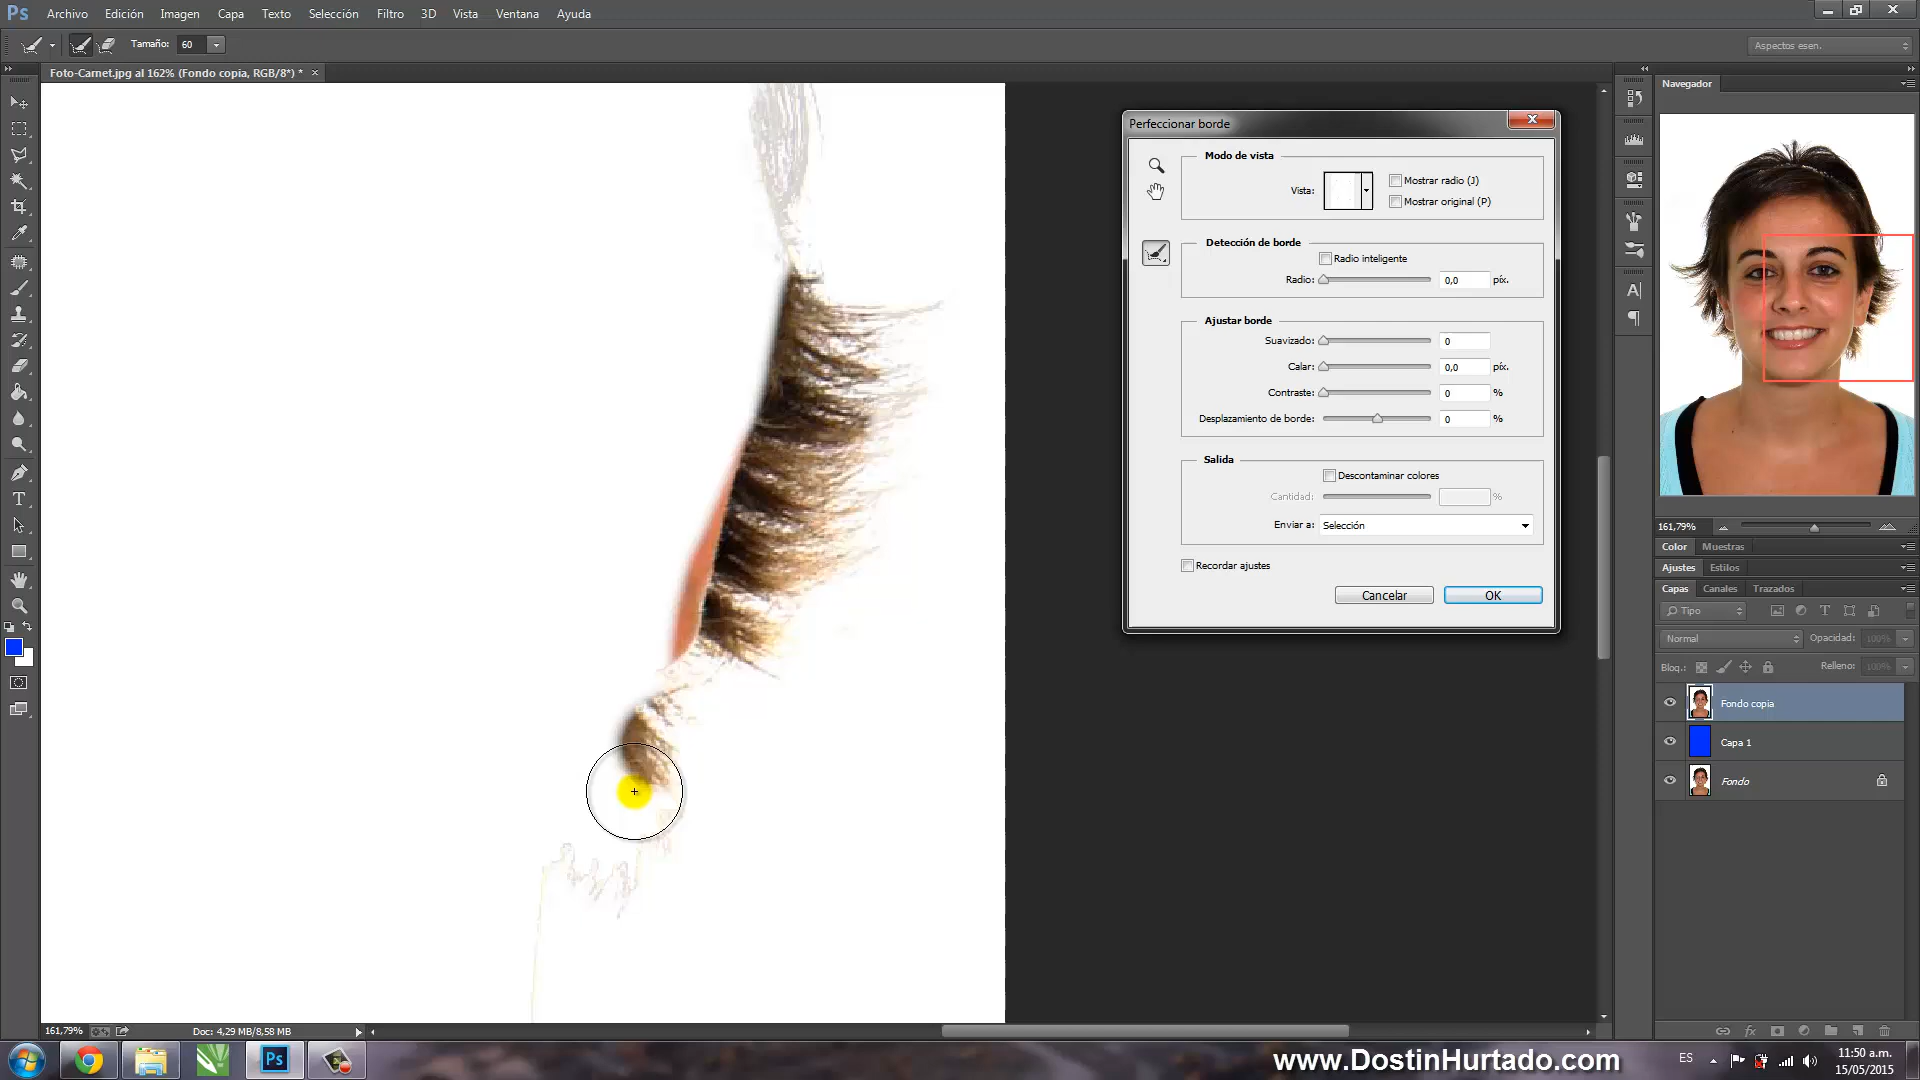 Ps Archivo Edición Imagen Capa Texto Selección Filtro 3D Vista Ventana Ayuda
Tamaño: 60
Aspectos esen.
Foto-Carnet.jpg al 162% (Fondo copia, RGB/8*) *
Navegador
Perfeccionar borde
Modo de vista
Vista:
Mostrar radio (J)
Mostrar original (P)
Detección de borde
Radio inteligente
Radio: 0,0 píx.
Ajustar borde
Suavizado: 0
Calar: 0,0 píx.
Contraste: 0 %
Desplazamiento de borde: 0 %
Salida
Descontaminar colores
Cantidad: %
Enviar a: Selección
Recordar ajustes
Cancelar OK
161,79%
Color Muestras
Ajustes Estilos
Capas Canales Trazados
Tipo
Normal Opacidad: 100%
Bloq.: Relleno: 100%
Fondo copia
Capa 1
Fondo
161,79% Doc: 4,29 MB/8,58 MB
Ps
www.DostinHurtado.com
ES
11:50 a.m.
15/05/2015